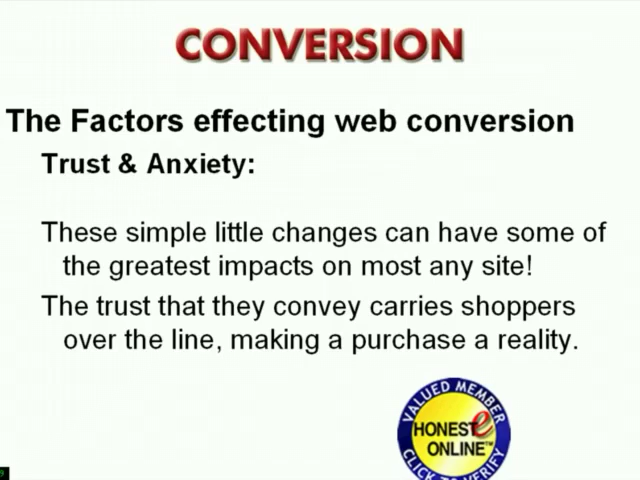 CONVERSION
The Factors effecting web conversion
Trust & Anxiety:
These simple little changes can have some of
the greatest impacts on most any site!
The trust that they convey carries shoppers
over the line, making a purchase a reality.
VALUED MEMBER
HONESTe
ONLINE™
CLICK TO VERIFY